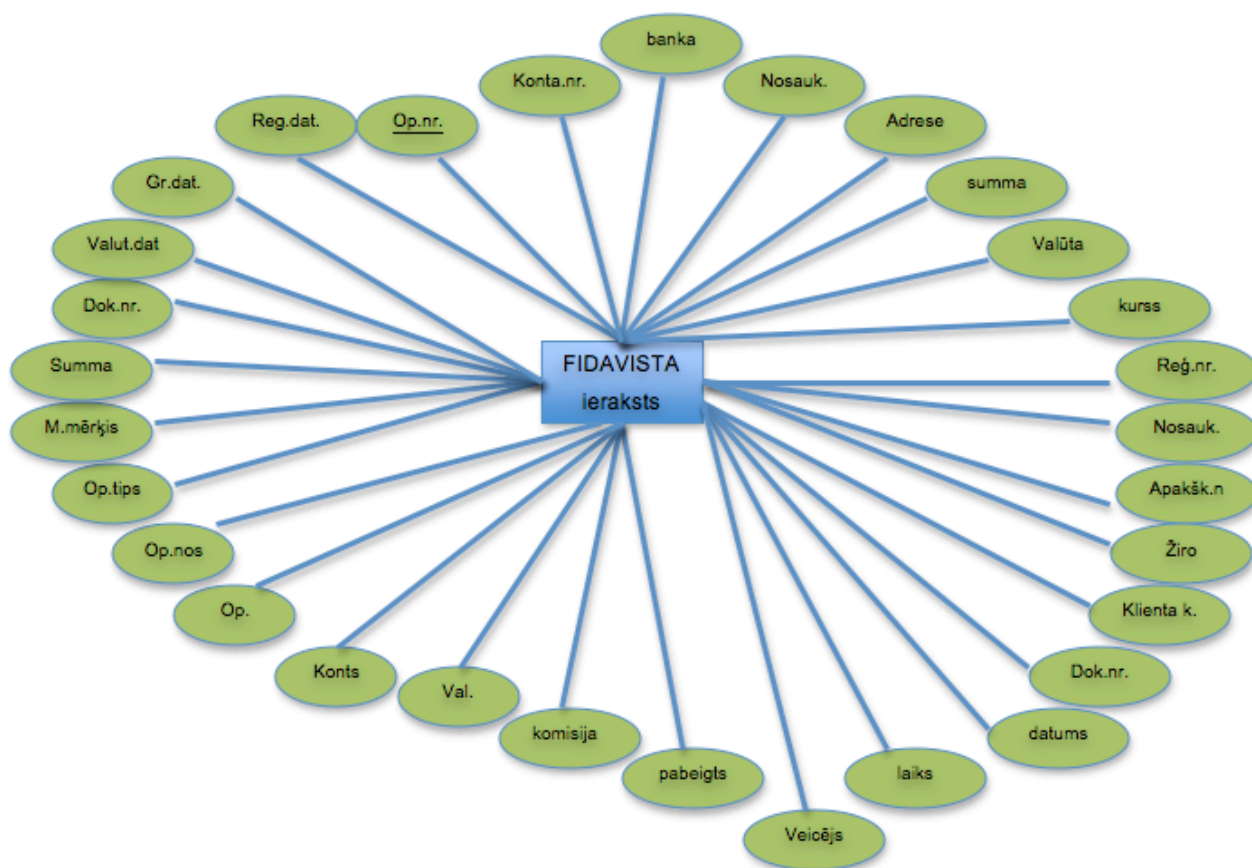 banka
Konta.nr.
Nosauk.
Reg.dat.
Op.nr.
Adrese
Gr.dat.
summa
Valut.dat
Valūta
Dok.nr.
kurss
FIDAVISTA
ieraksts
Summa
Reģ.nr.
M.mērķis
Nosauk.
Op.tips
Apakšk.n
Op.nos
Žiro
Op.
Klienta k.
Konts
Dok.nr.
Val.
komisija
datums
pabeigts
laiks
Veicējs